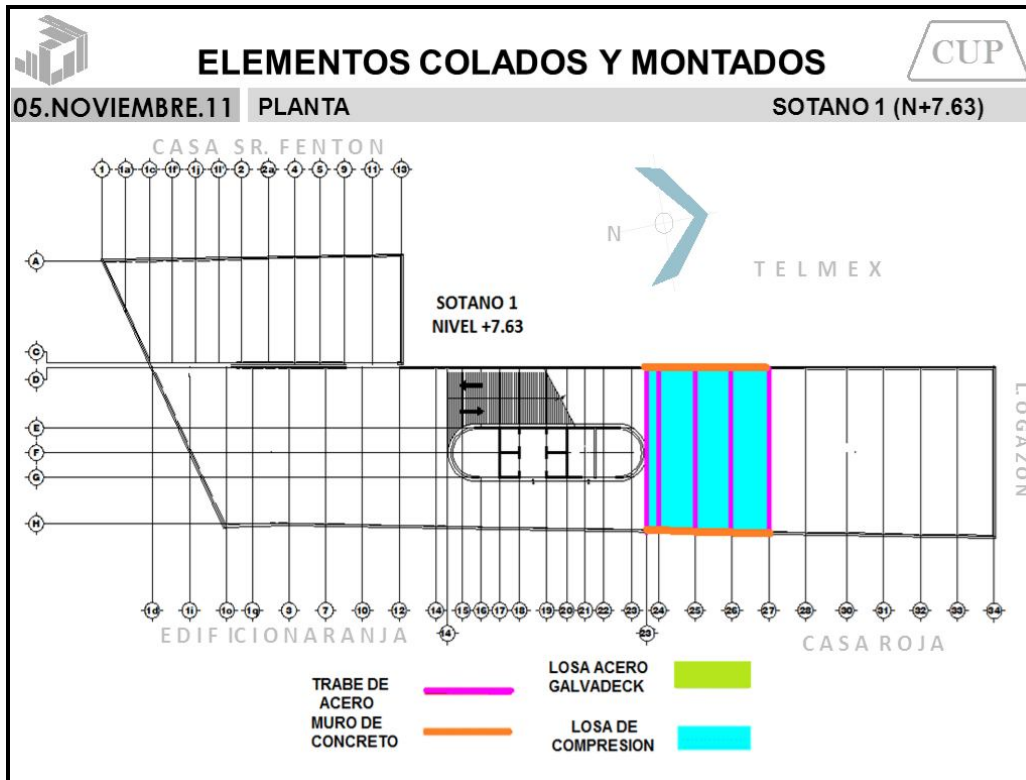 ELEMENTOS COLADOS Y MONTADOS
CUP
05.NOVIEMBRE.11 PLANTA SOTANO 1 (N+7.63)
CASA SR. FENTON
1 1a 1c 1f 1j 1l' 2 2a 4 5 9 11 13
N
TELMEX
A
SOTANO 1
NIVEL +7.63
C
D
E
F
G
H
L. OGAZON
1d 1i 1o 1q 3 7 10 12 14 15 16 17 18 19 20 21 22 23 24 25 26 27 28 30 31 32 33 34
14' 23
EDIFICIONARANJA
CASA ROJA
TRABE DE
ACERO
LOSA ACERO
GALVADECK
MURO DE
CONCRETO
LOSA DE
COMPRESION